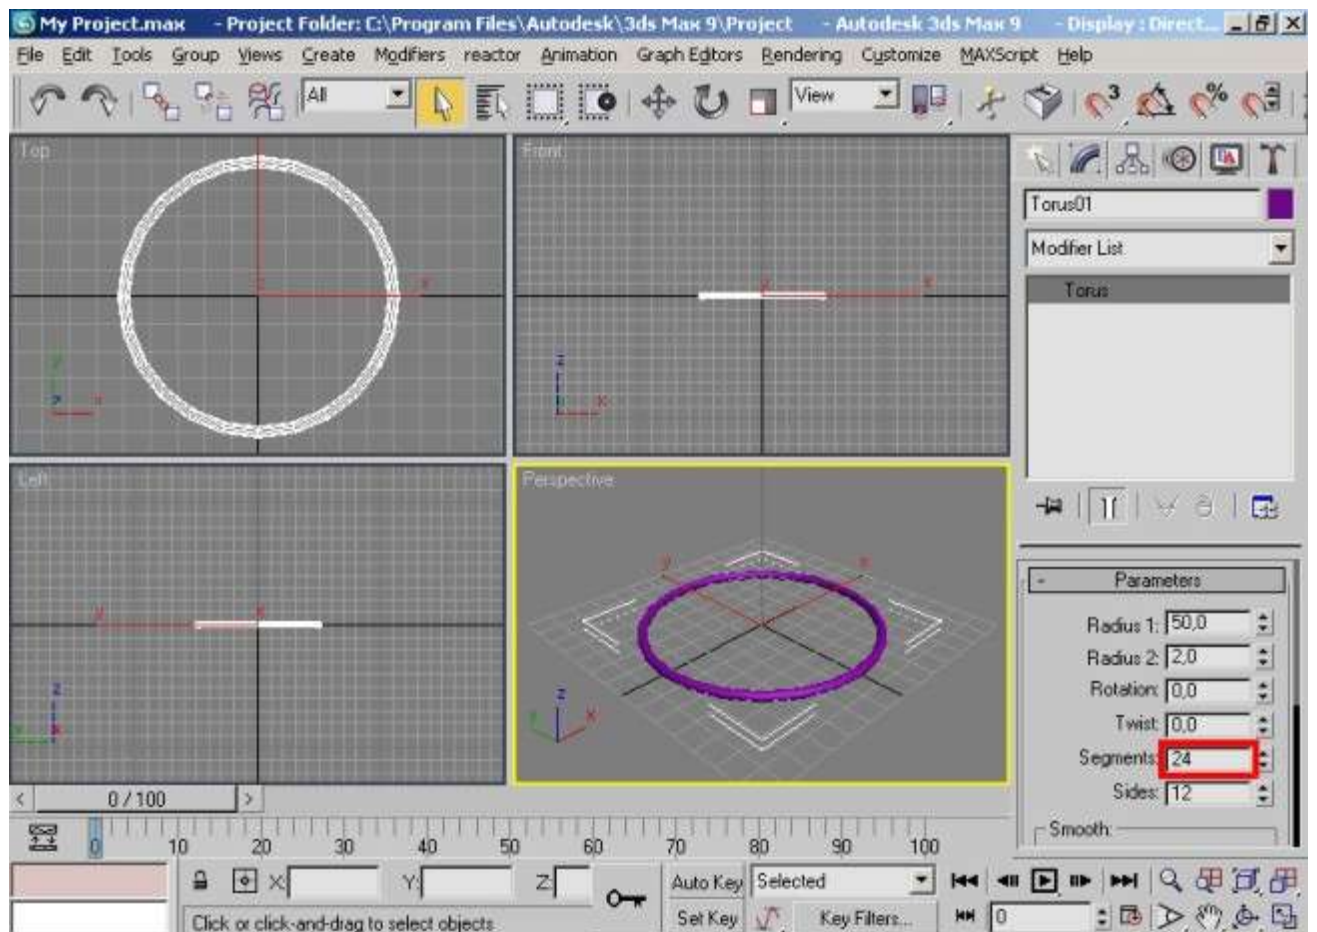 My Project.max - Project Folder: C:\Program Files\Autodesk\3ds Max 9\Project - Autodesk 3ds Max 9 - Display : Direct...
File Edit Tools Group Views Create Modifiers reactor Animation Graph Editors Rendering Customize MAXScript Help
All View 3 %
Top Front
Torus01
Modifier List
Torus
x
y x
y z
z x x
Left Perspective
Parameters
y x
Radius 1: 50,0
y x
Radius 2: 2,0
z z
Rotation: 0,0
y x
Twist: 0,0
Segments: 24
Sides: 12
< 0 / 100 >
Smooth:
0 10 20 30 40 50 60 70 80 90 100
X: Y: Z: Auto Key Selected
Click or click-and-drag to select objects Set Key Key Filters... 0